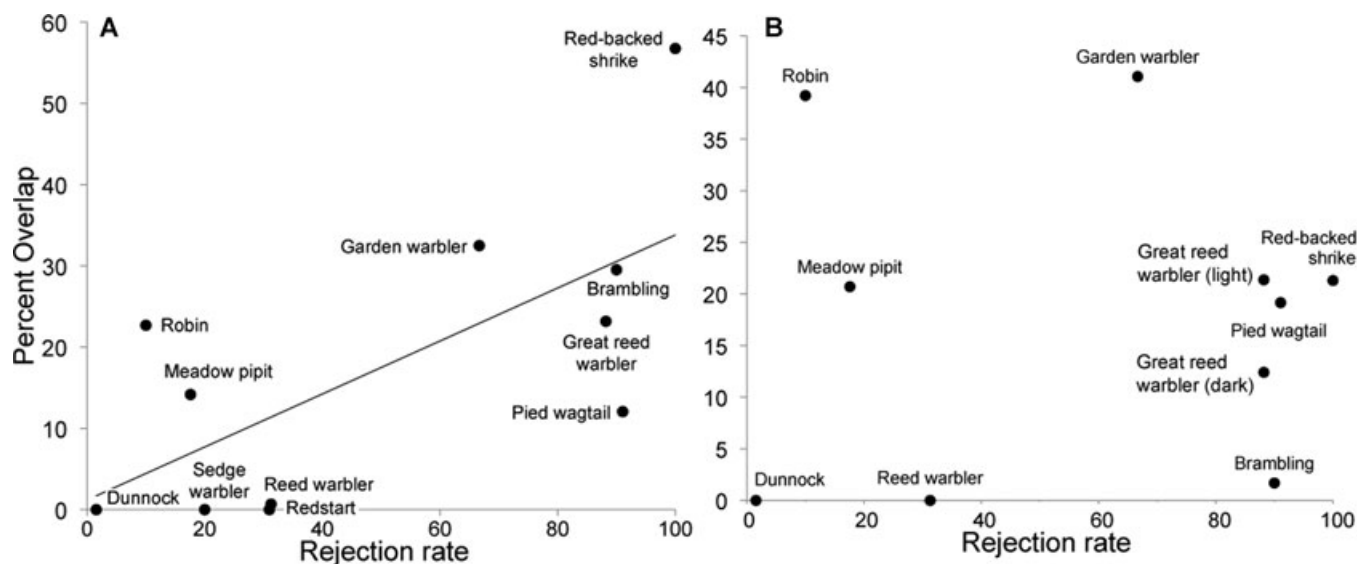 A
60
50
40
30
20
10
0
Percent Overlap
Red-backed
shrike
Garden warbler
Brambling
Robin
Great reed
warbler
Meadow pipit
Pied wagtail
Sedge
warbler
Reed warbler
Dunnock
Redstart
0 20 40 60 80 100
Rejection rate
B
45
40
35
30
25
20
15
10
5
0
Garden warbler
Robin
Great reed
warbler (light)
Red-backed
shrike
Meadow pipit
Pied wagtail
Great reed
warbler (dark)
Brambling
Dunnock
Reed warbler
0 20 40 60 80 100
Rejection rate